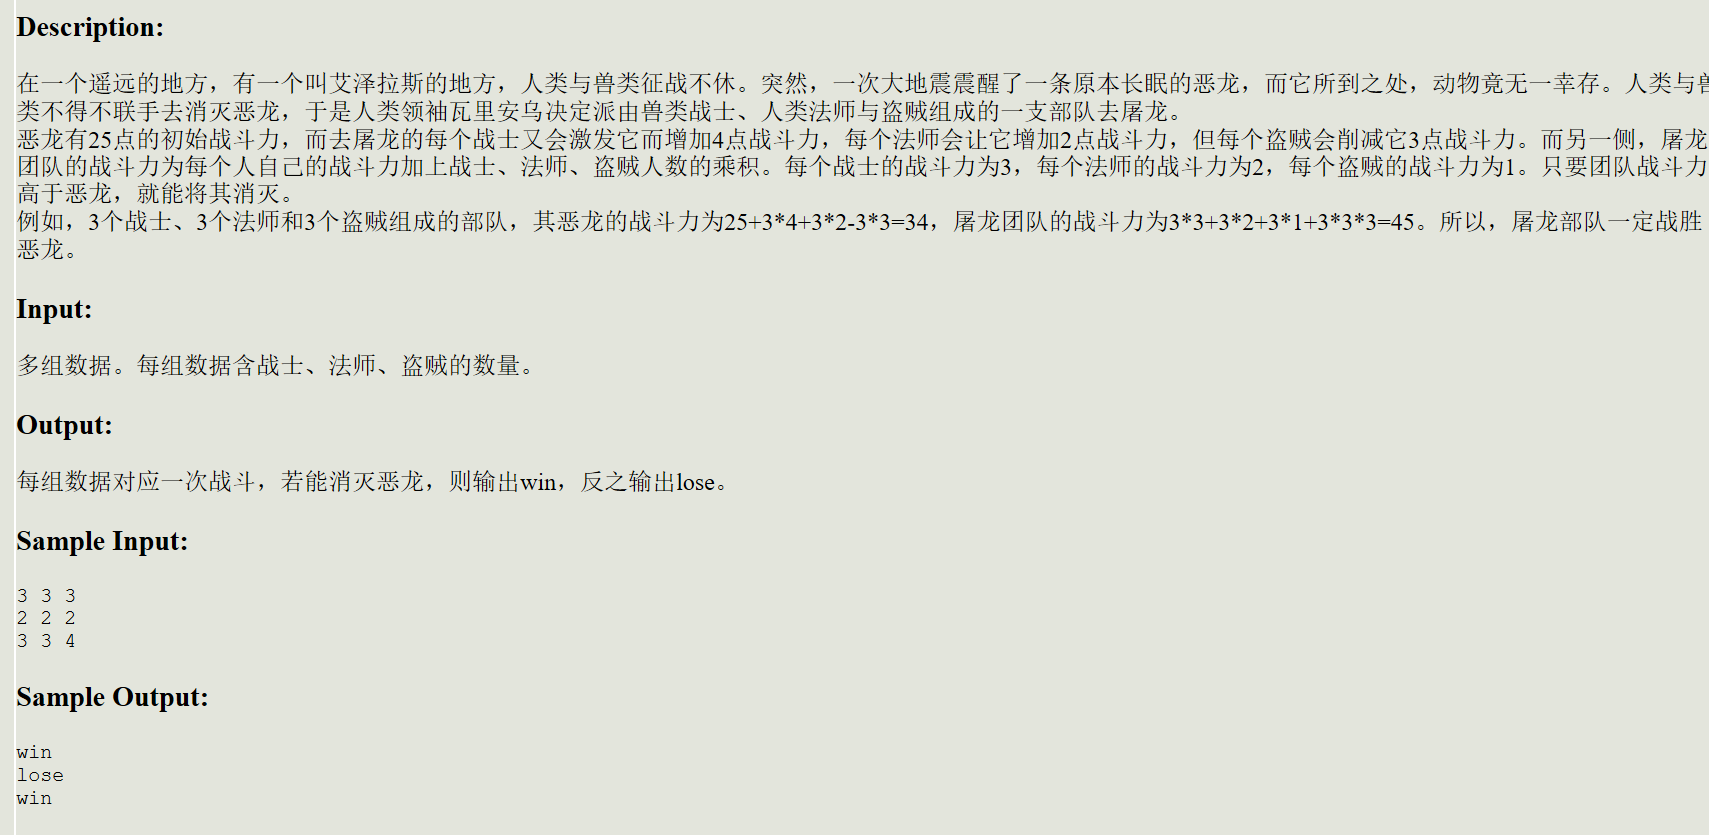 Description:
在一个遥远的地方，有一个叫艾泽拉斯的地方，人类与兽类征战不休。突然，一次大地震震醒了一条原本长眠的恶龙，而它所到之处，动物竟无一幸存。人类与兽
类不得不联手去消灭恶龙，于是人类领袖瓦里安乌决定派由兽类战士、人类法师与盗贼组成的一支部队去屠龙。
恶龙有25点的初始战斗力，而去屠龙的每个战士又会激发它而增加4点战斗力，每个法师会让它增加2点战斗力，但每个盗贼会削减它3点战斗力。而另一侧，屠龙
团队的战斗力为每个人自己的战斗力加上战士、法师、盗贼人数的乘积。每个战士的战斗力为3，每个法师的战斗力为2，每个盗贼的战斗力为1。只要团队战斗力
高于恶龙，就能将其消灭。
例如，3个战士、3个法师和3个盗贼组成的部队，其恶龙的战斗力为25+3*4+3*2-3*3=34，屠龙团队的战斗力为3*3+3*2+3*1+3*3*3=45。所以，屠龙部队一定战胜
恶龙。
Input:
多组数据。每组数据含战士、法师、盗贼的数量。
Output:
每组数据对应一次战斗，若能消灭恶龙，则输出win，反之输出lose。
Sample Input:
3 3 3
2 2 2
3 3 4
Sample Output:
win
lose
win